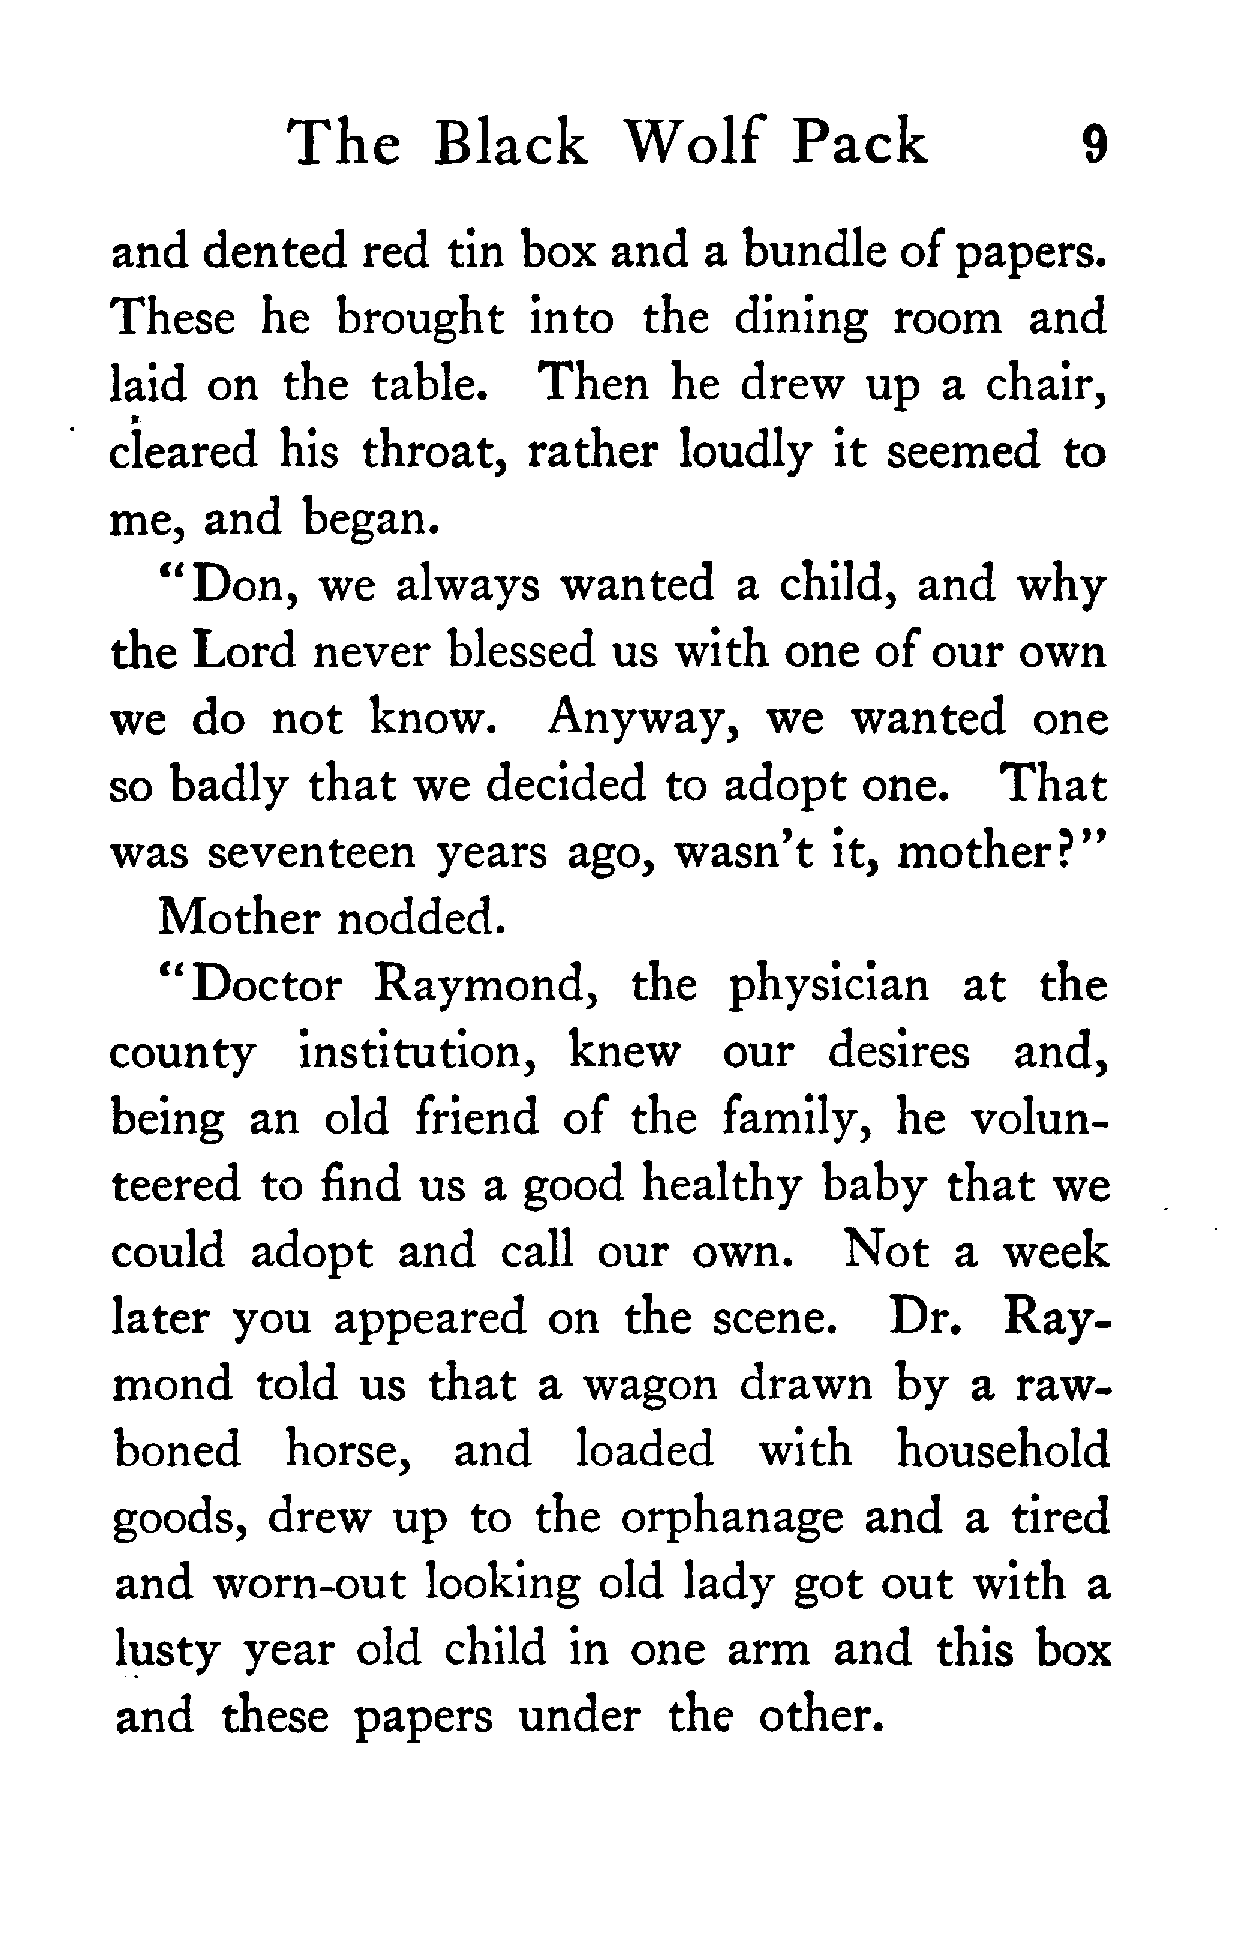 The Black Wolf Pack 9
and dented red tin box and a bundle of papers.
These he brought into the dining room and
laid on the table. Then he drew up a chair,
cleared his throat, rather loudly it seemed to
me, and began.
"Don, we always wanted a child, and why
the Lord never blessed us with one of our own
we do not know. Anyway, we wanted one
so badly that we decided to adopt one. That
was seventeen years ago, wasn't it, mother?"
Mother nodded.
"Doctor Raymond, the physician at the
county institution, knew our desires and,
being an old friend of the family, he volun-
teered to find us a good healthy baby that we
could adopt and call our own. Not a week
later you appeared on the scene. Dr. Ray-
mond told us that a wagon drawn by a raw-
boned horse, and loaded with household
goods, drew up to the orphanage and a tired
and worn-out looking old lady got out with a
lusty year old child in one arm and this box
and these papers under the other.